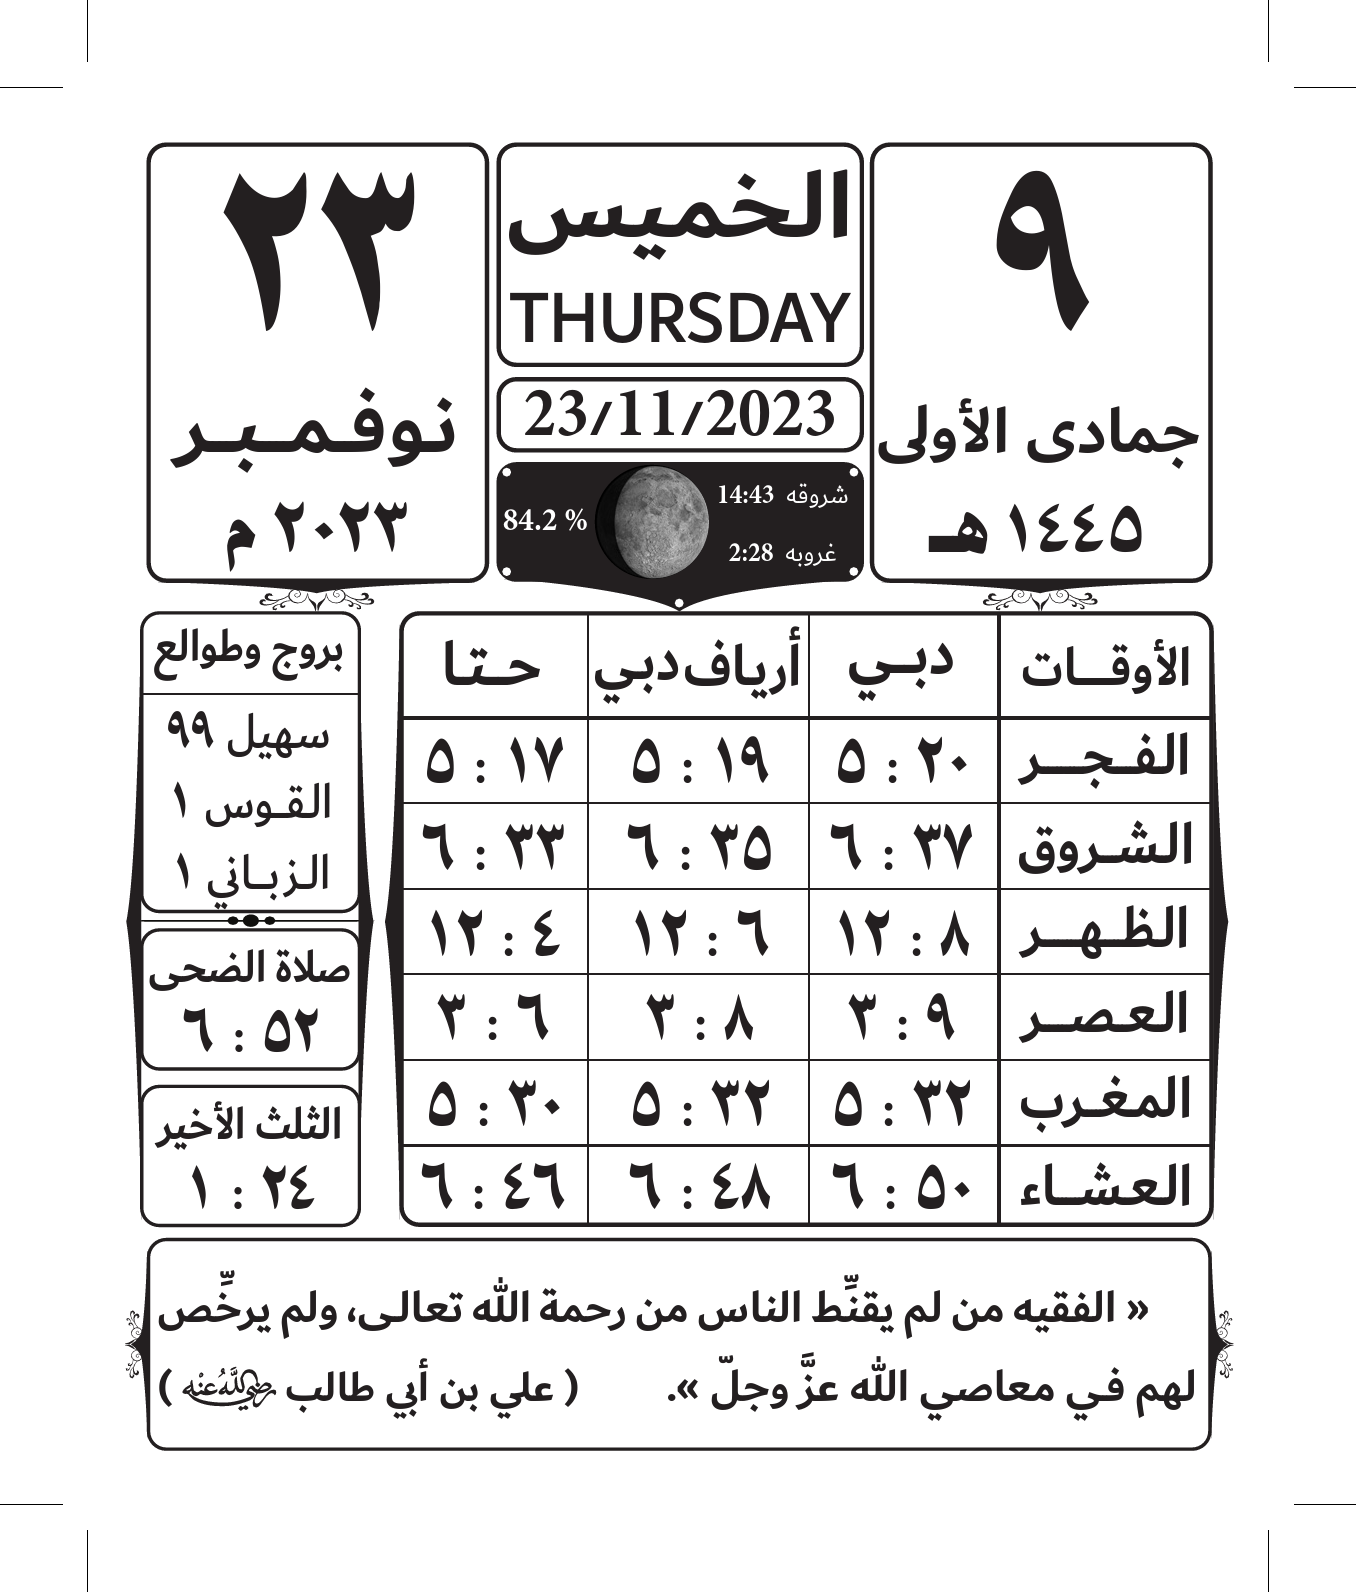 ٩
جمادى الأولى
١٤٤٥ هـ
الخميس
THURSDAY
23/11/2023
شروقه 14:43
غروبه 2:28
84.2 %
٢٣
نوفمبر
٢٠٢٣ م
الأوقات دبي أرياف دبي حتا
الفجر ٥ : ٢٠ ٥ : ١٩ ٥ : ١٧
الشروق ٦ : ٣٧ ٦ : ٣٥ ٦ : ٣٣
الظهر ١٢ : ٨ ١٢ : ٦ ١٢ : ٤
العصر ٣ : ٩ ٣ : ٨ ٣ : ٦
المغرب ٥ : ٣٢ ٥ : ٣٢ ٥ : ٣٠
العشاء ٦ : ٥٠ ٦ : ٤٨ ٦ : ٤٦
بروج وطوالع
سهيل ٩٩
القوس ١
الزباني ١
صلاة الضحى
٦ : ٥٢
الثلث الأخير
١ : ٢٤
« الفقيه من لم يقنِّط الناس من رحمة الله تعالى، ولم يرخِّص
لهم في معاصي الله عزَّ وجلّ ». ( علي بن أبي طالب رضي الله عنه )